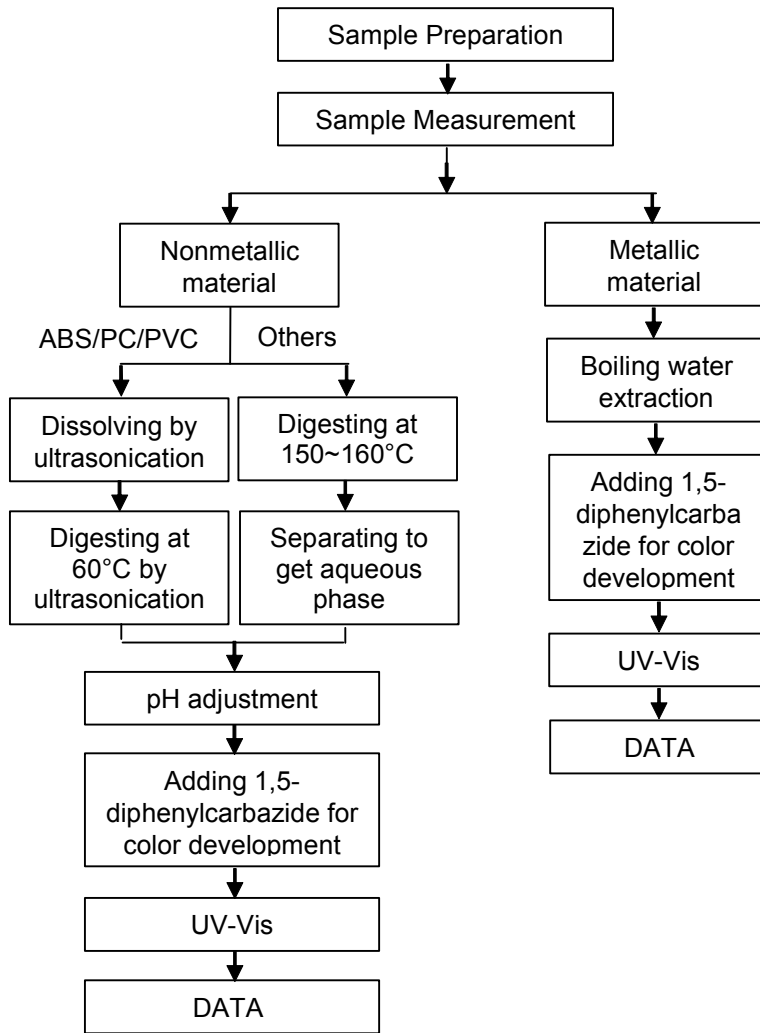 Sample Preparation
Sample Measurement
Nonmetallic
material
ABS/PC/PVC
Others
Dissolving by
ultrasonication
Digesting at
150~160°C
Digesting at
60°C by
ultrasonication
Separating to
get aqueous
phase
pH adjustment
Adding 1,5-
diphenylcarbazide for
color development
UV-Vis
DATA
Metallic
material
Boiling water
extraction
Adding 1,5-
diphenylcarba
zide for color
development
UV-Vis
DATA